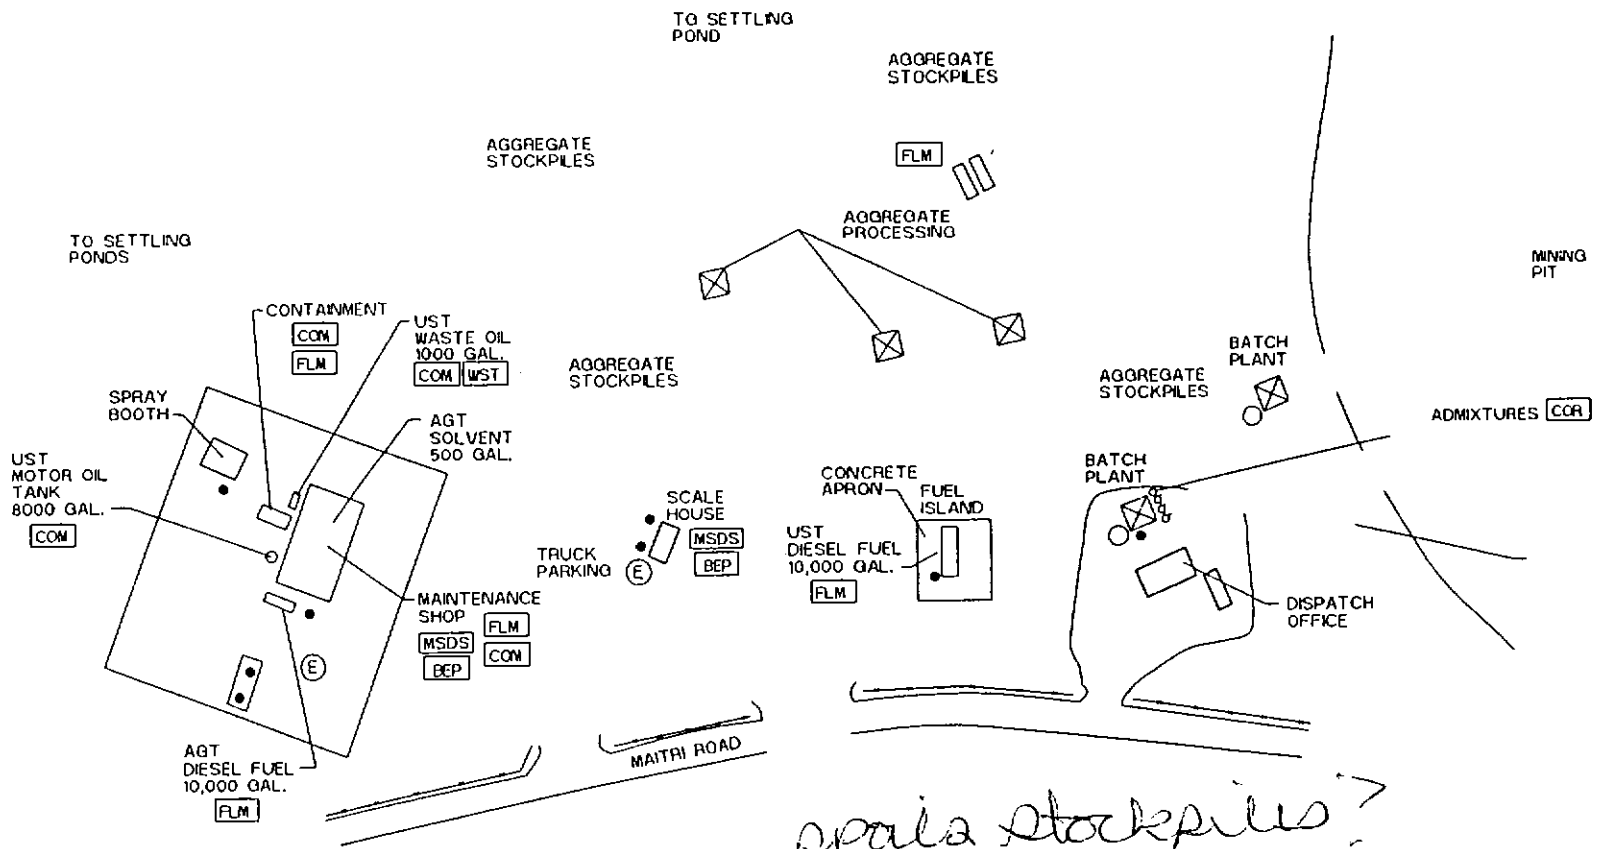 TO SETTLING
POND
AGGREGATE
STOCKPILES
AGGREGATE
STOCKPILES
FLM
AGGREGATE
PROCESSING
TO SETTLING
PONDS
MINING
PIT
CONTAINMENT
COM
FLM
UST
WASTE OIL
1000 GAL.
COM WST
AGGREGATE
STOCKPILES
BATCH
PLANT
AGGREGATE
STOCKPILES
ADMIXTURES COR
SPRAY
BOOTH
AGT
SOLVENT
500 GAL.
UST
MOTOR OIL
TANK
8000 GAL.
COM
BATCH
PLANT
CONCRETE
APRON
FUEL
ISLAND
SCALE
HOUSE
MSDS
BEP
TRUCK
PARKING
E
UST
DIESEL FUEL
10,000 GAL.
FLM
MAINTENANCE
SHOP
FLM
MSDS
COM
BEP
DISPATCH
OFFICE
E
AGT
DIESEL FUEL
10,000 GAL.
FLM
MAITRI ROAD
spoils stockpiles?